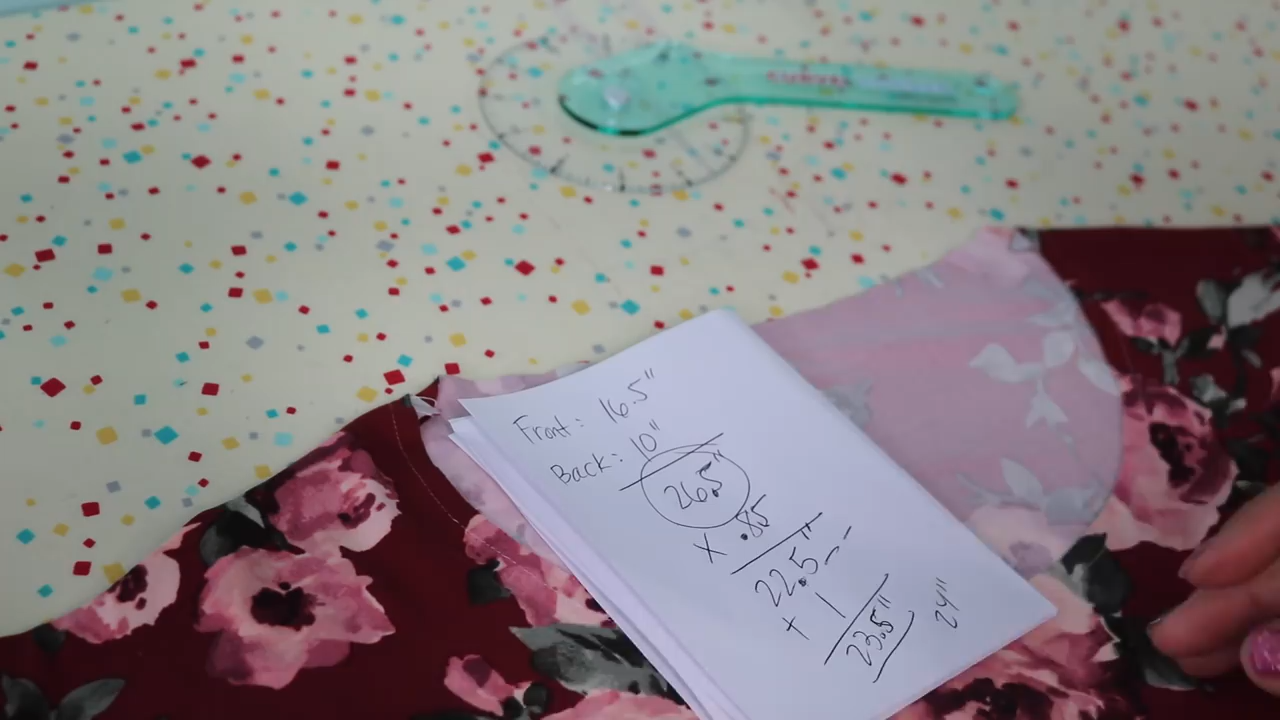 Front: 16.5"
Back: 10"
26.5"
x .85
22.5"
+ 1
23.5"
24"